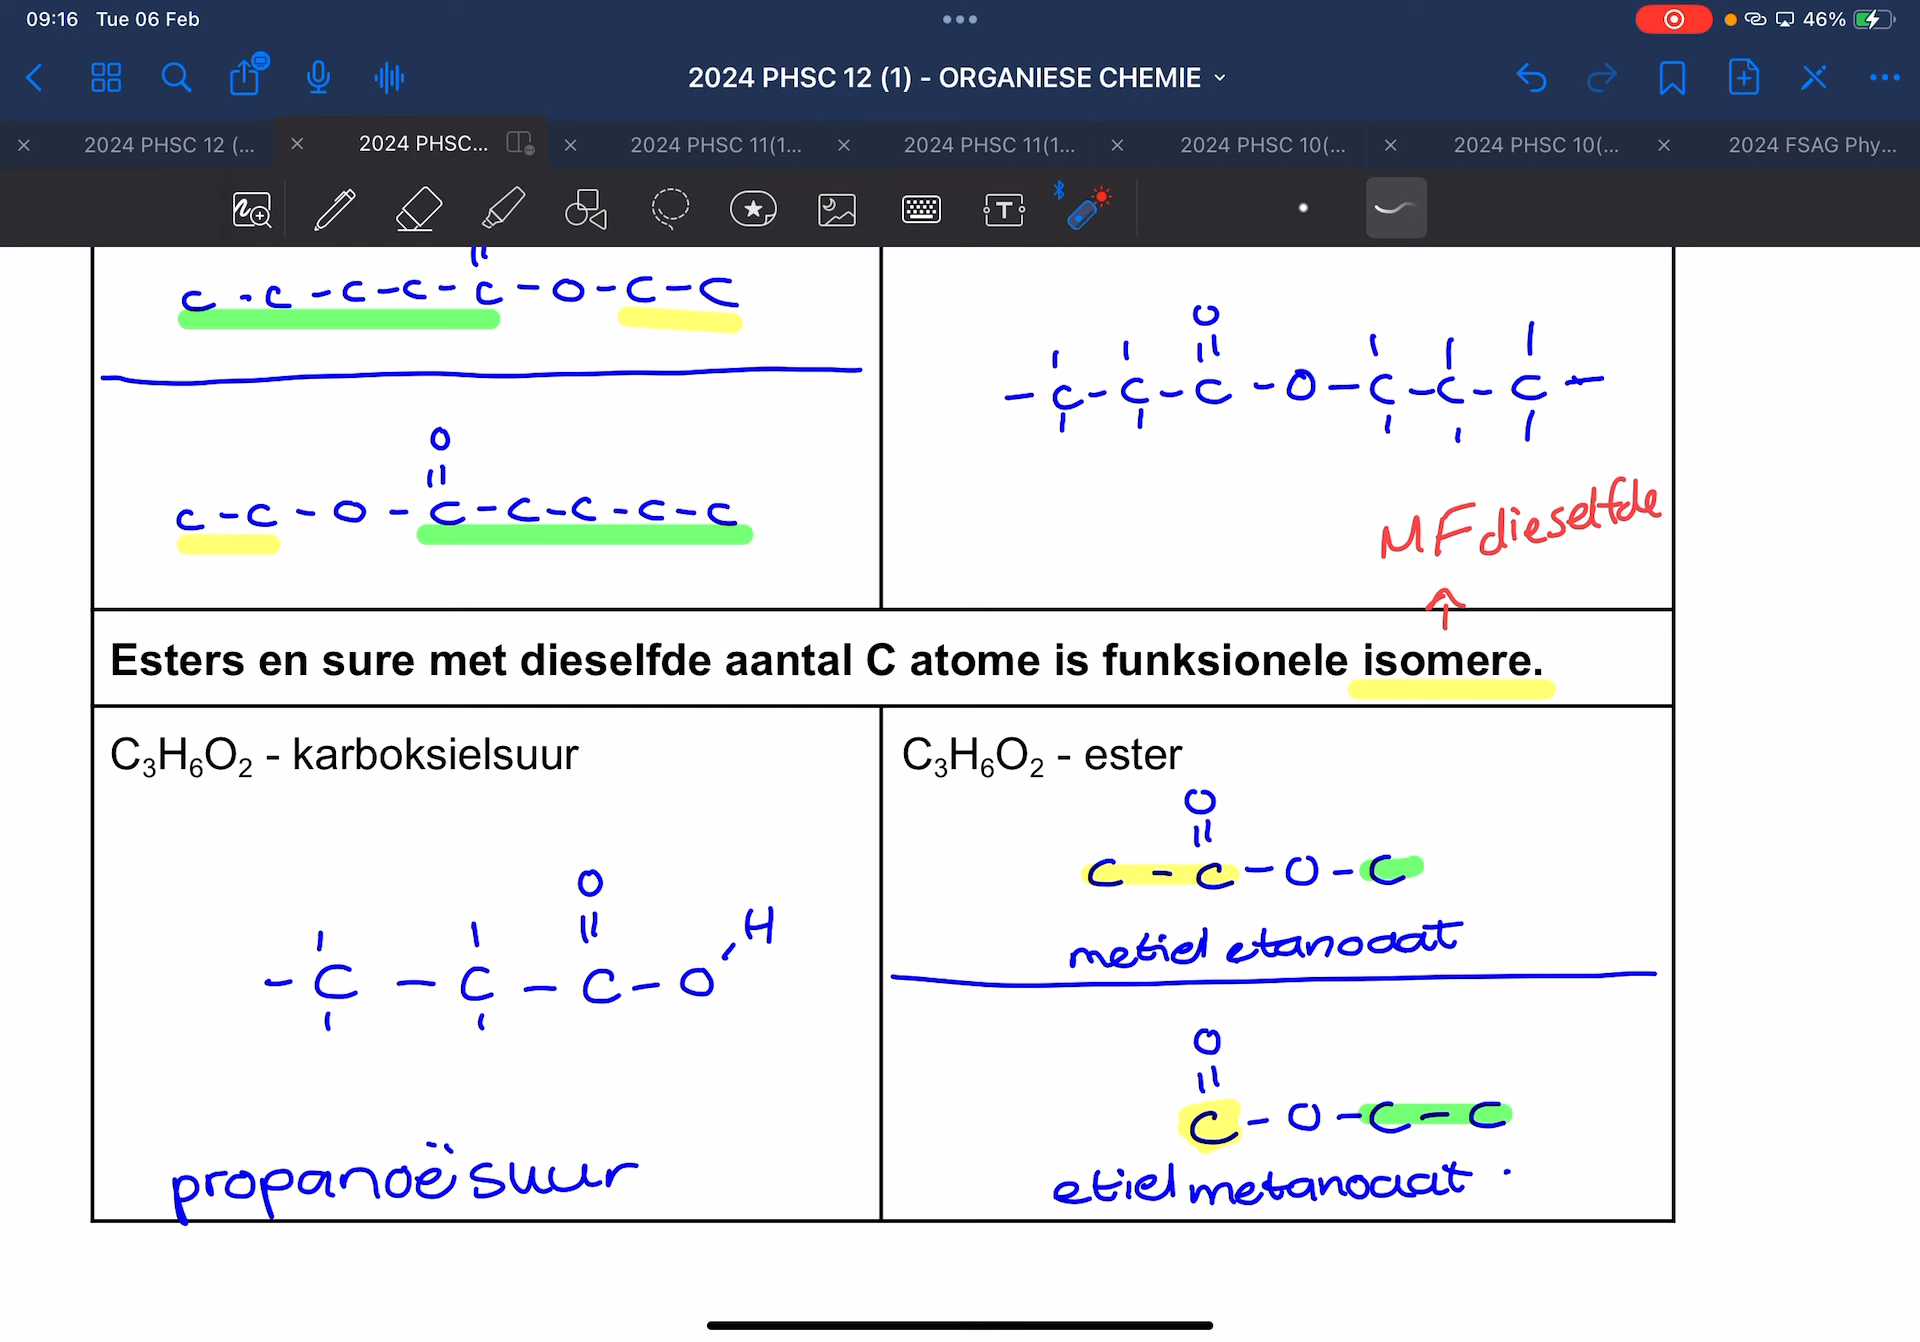 09:16 Tue 06 Feb
46%
2024 PHSC 12 (1) - ORGANIESE CHEMIE
2024 PHSC 12 (...
2024 PHSC...
2024 PHSC 11(1...
2024 PHSC 11(1...
2024 PHSC 10(...
2024 PHSC 10(...
2024 FSAG Phy...
C - C - C - C - C - O - C - C
O
C - C - O - C - C - C - C - C
O
- C - C - C - O - C - C - C -
MF dieselfde
Esters en sure met dieselfde aantal C atome is funksionele isomere.
C₃H₆O₂ - karboksielsuur
O
H
- C - C - C - O
propanoësuur
C₃H₆O₂ - ester
O
C - C - O - C
metiel etanoaat
O
C - O - C - C
etiel metanoaat .